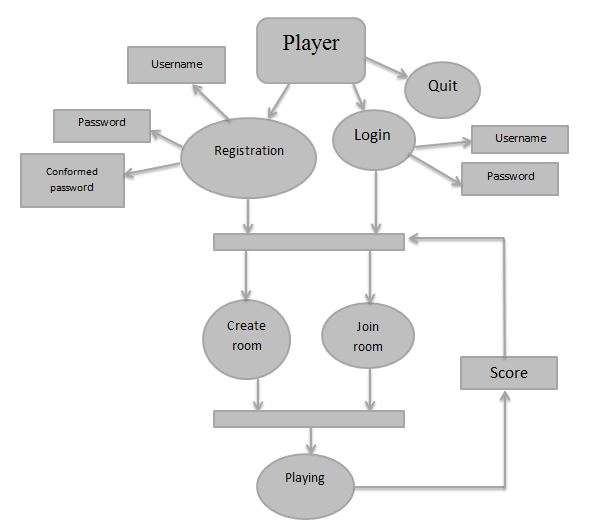 Player
Username
Quit
Password
Registration
Login
Username
Conformed
password
Password
Create
room
Join
room
Score
Playing